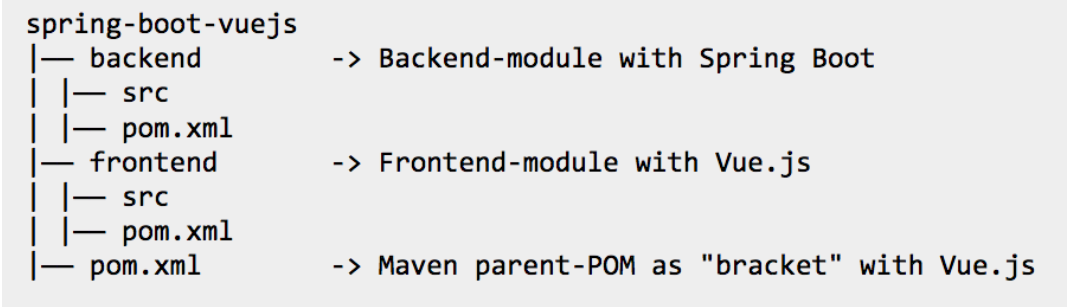 spring-boot-vuejs
|── backend        -> Backend-module with Spring Boot
| |── src
| |── pom.xml
|── frontend       -> Frontend-module with Vue.js
| |── src
| |── pom.xml
|── pom.xml        -> Maven parent-POM as "bracket" with Vue.js